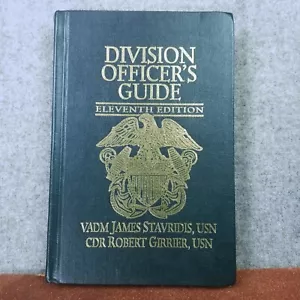 DIVISION
OFFICER'S
GUIDE
ELEVENTH EDITION
VADM JAMES STAVRIDIS, USN
CDR ROBERT GIRRIER, USN